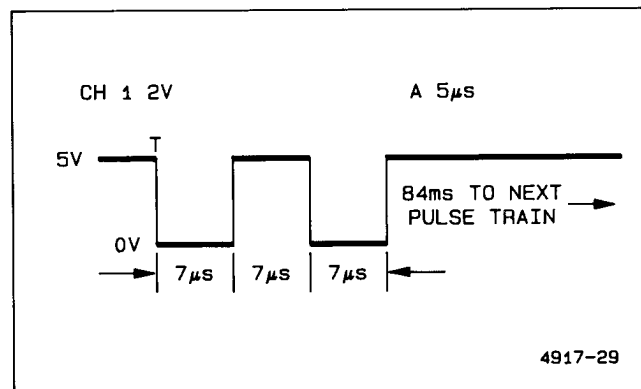 CH 1 2V A 5µs
T
5V
84ms TO NEXT
PULSE TRAIN
0V
7µs 7µs 7µs
4917-29